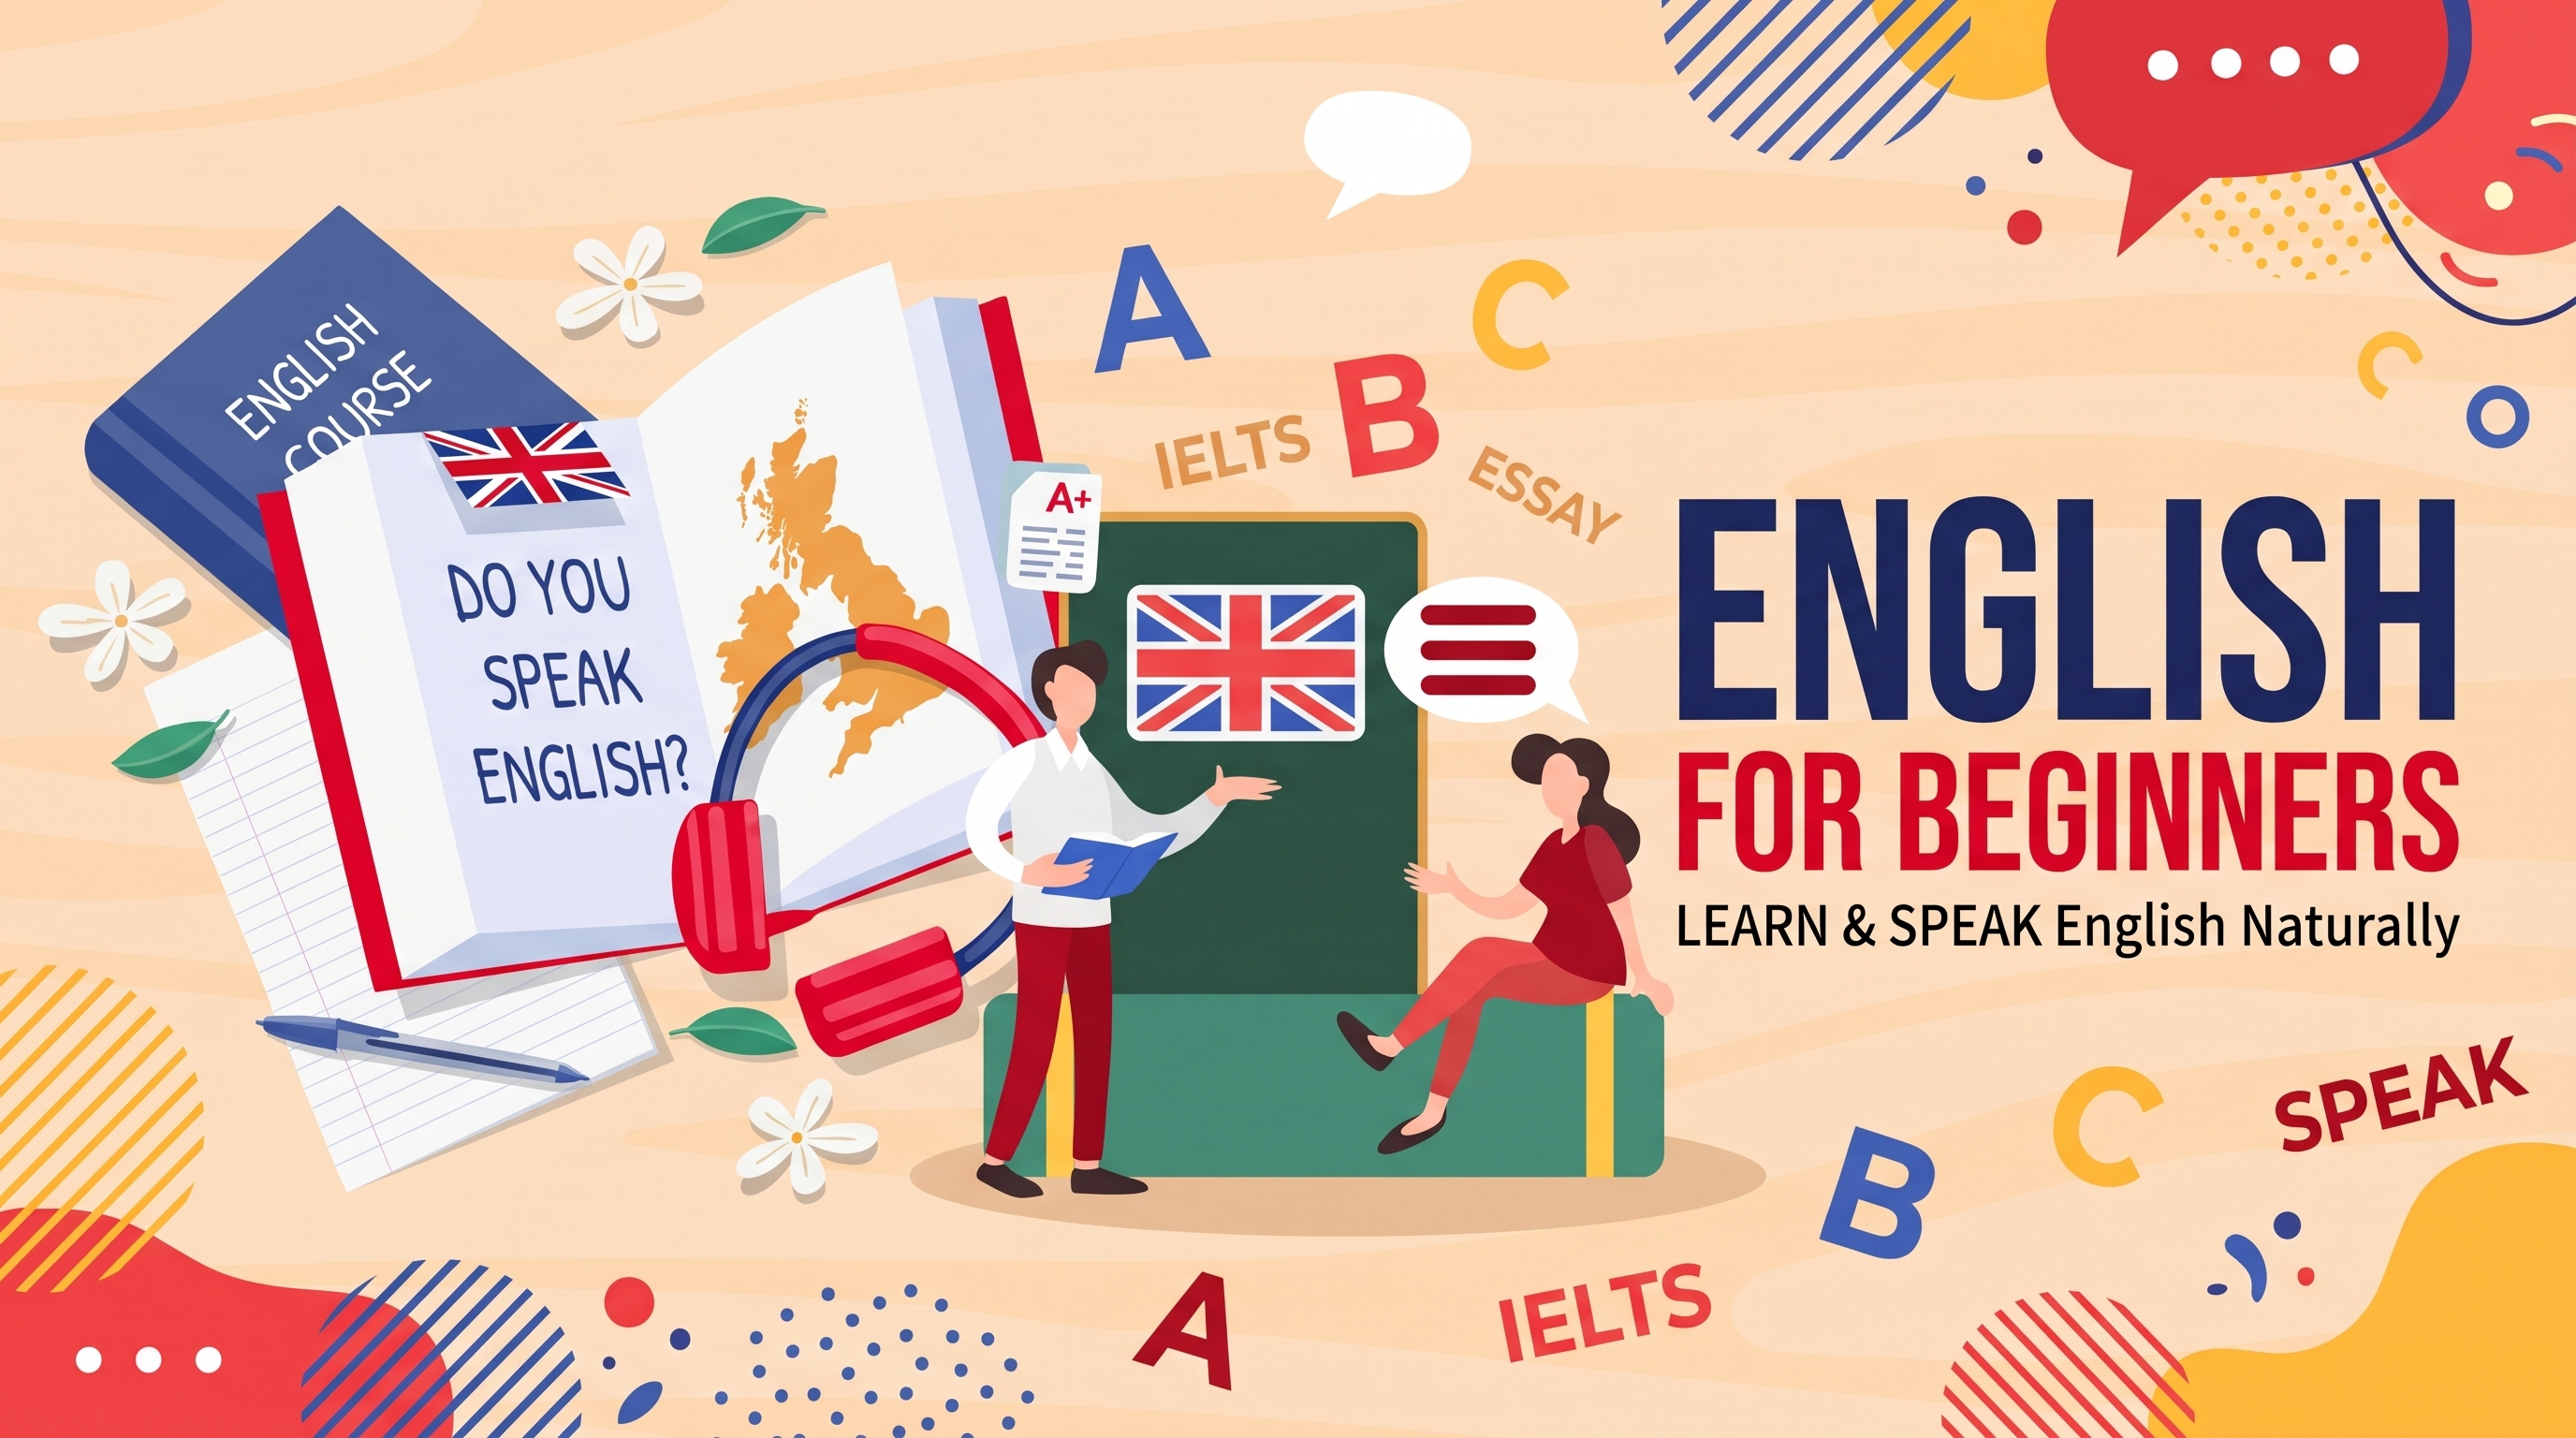 ENGLISH
COURSE
DO YOU
SPEAK
ENGLISH?
A+
A
B
C
IELTS
ESSAY
C
O
ENGLISH
FOR BEGINNERS
LEARN & SPEAK English Naturally
SPEAK
B
C
A
IELTS